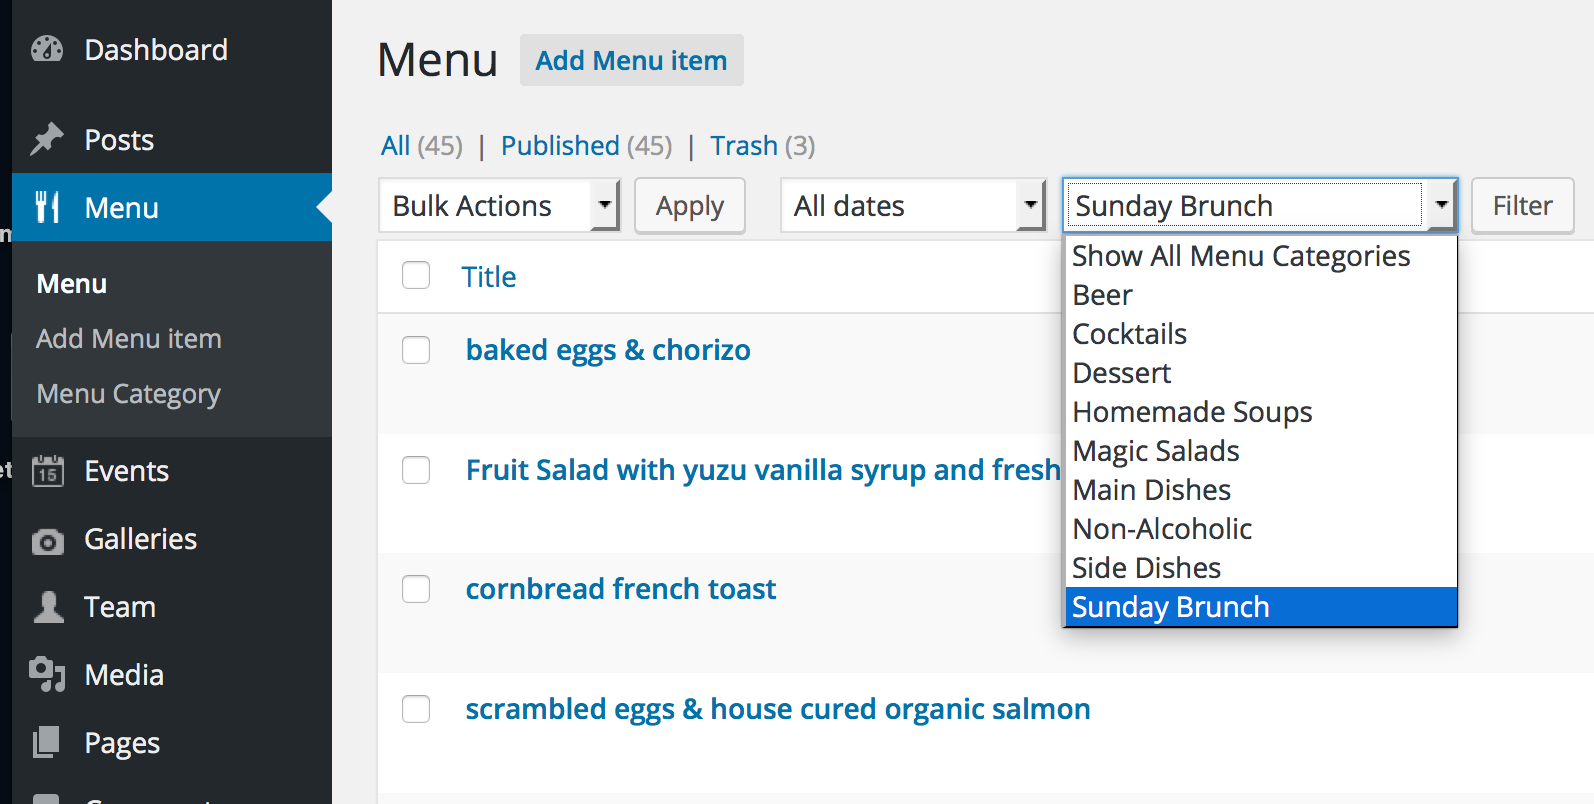 Dashboard
Posts
Menu
Menu
Add Menu item
Menu Category
Events
Galleries
15
Team
Media
Pages
Menu Add Menu item
All (45) | Published (45) | Trash (3)
Bulk Actions Apply All dates Sunday Brunch Filter
Show All Menu Categories
Beer
Cocktails
Dessert
Homemade Soups
Magic Salads
Main Dishes
Non-Alcoholic
Side Dishes
Sunday Brunch
Title
baked eggs & chorizo
Fruit Salad with yuzu vanilla syrup and fresh
cornbread french toast
scrambled eggs & house cured organic salmon